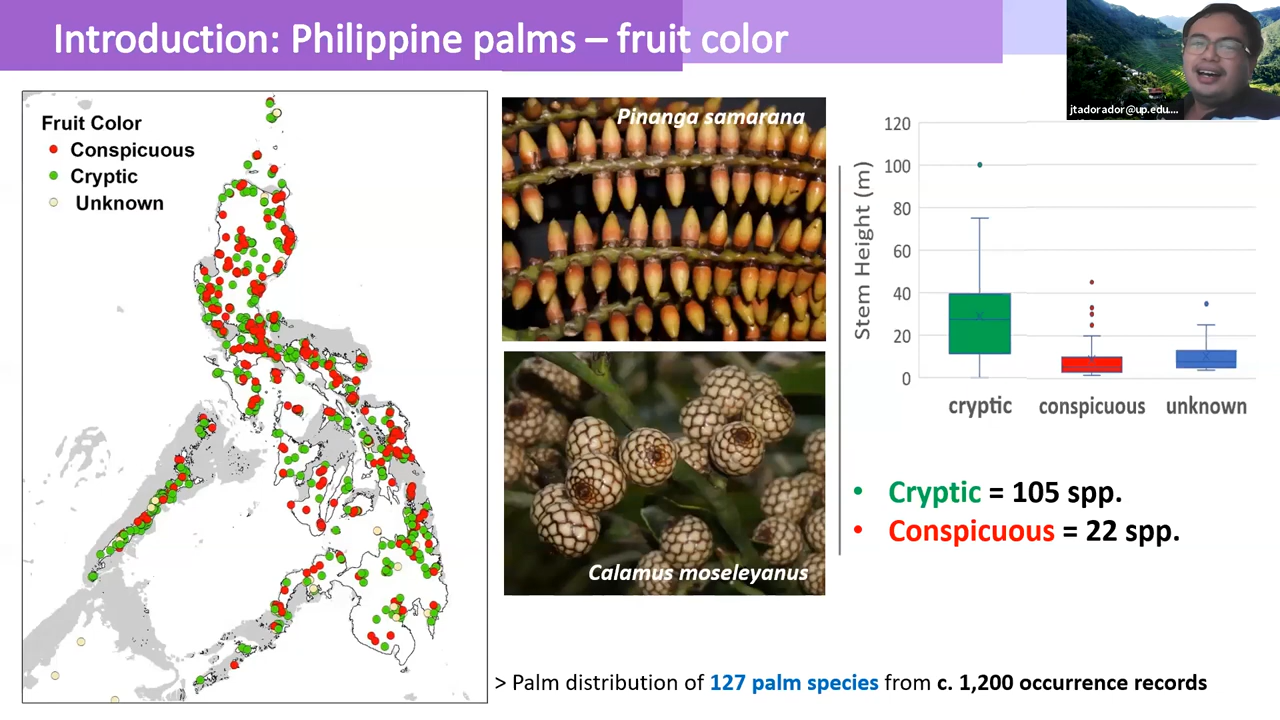 Introduction: Philippine palms – fruit color
jtadorador@up.edu....
Fruit Color
Conspicuous
Cryptic
Unknown
Pinanga samarana
Calamus moseleyanus
Stem Height (m)
120
100
80
60
40
20
0
cryptic conspicuous unknown
• Cryptic = 105 spp.
• Conspicuous = 22 spp.
> Palm distribution of 127 palm species from c. 1,200 occurrence records